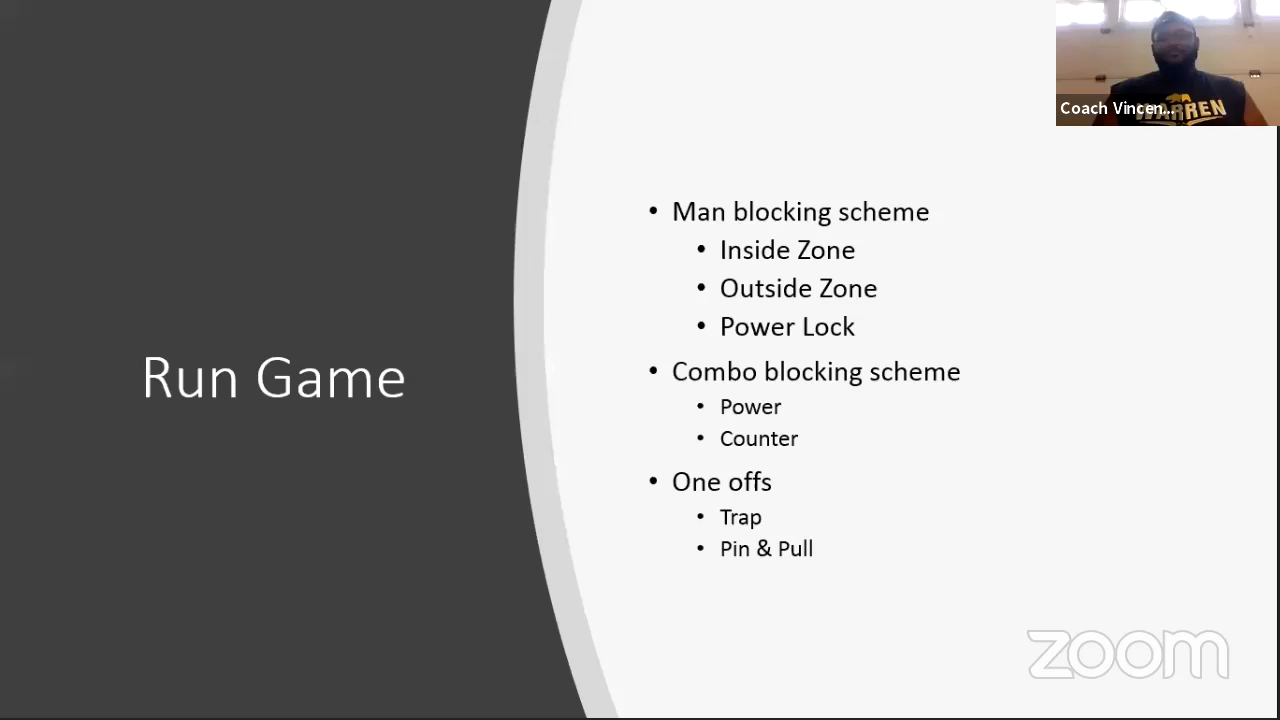 Coach Vincen...
WARREN
Run Game
• Man blocking scheme
• Inside Zone
• Outside Zone
• Power Lock
• Combo blocking scheme
• Power
• Counter
• One offs
• Trap
• Pin & Pull
zoom